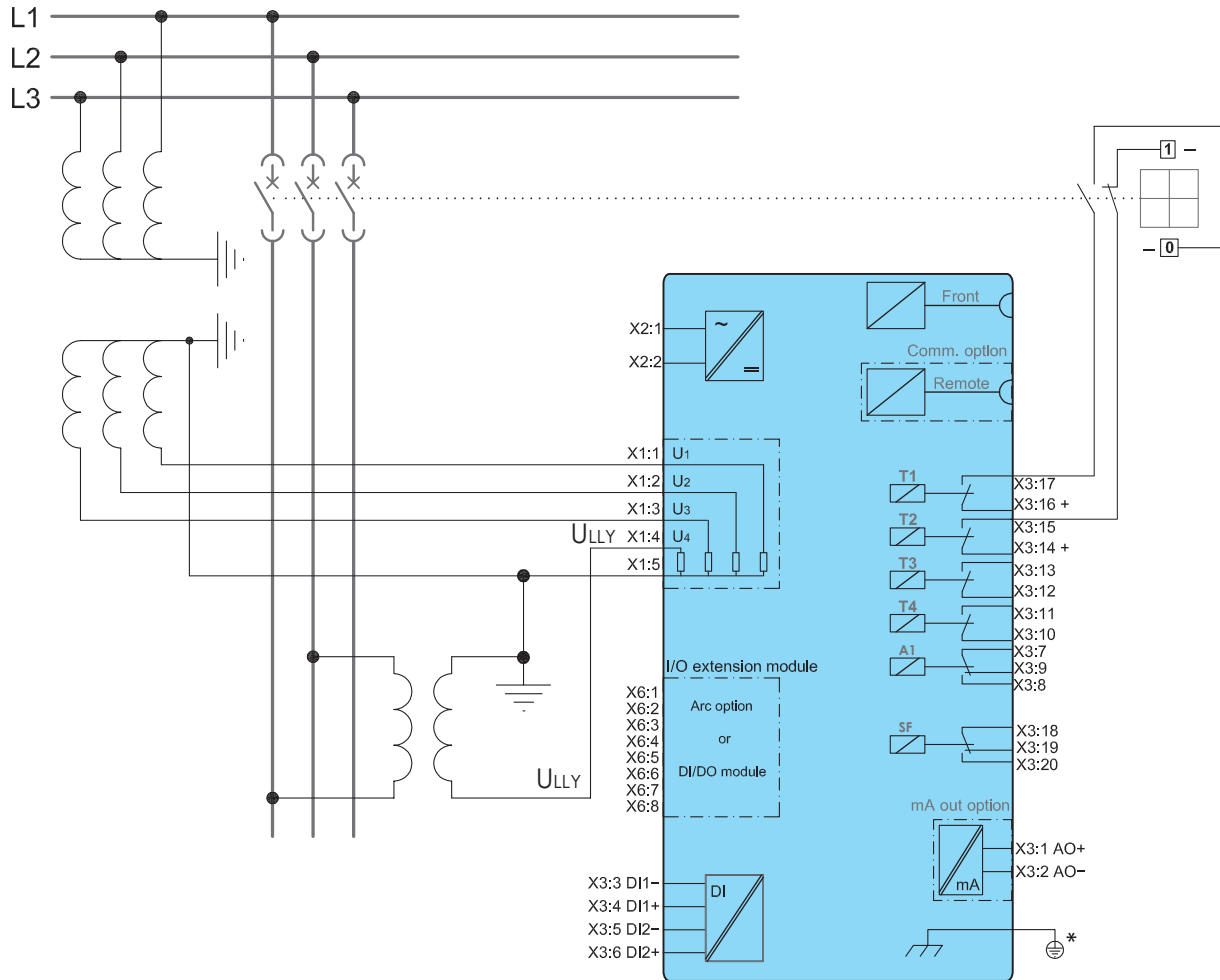 L1
L2
L3
1 –
– 0
Front
X2:1
~
X2:2
=
Comm. option
Remote
X1:1 U1
X1:2 U2
X1:3 U3
ULLY X1:4 U4
X1:5
T1
X3:17
X3:16 +
T2
X3:15
X3:14 +
T3
X3:13
X3:12
T4
X3:11
X3:10
A1
X3:7
X3:9
X3:8
I/O extension module
X6:1
X6:2
X6:3
X6:4
X6:5
X6:6
X6:7
X6:8
Arc option
or
DI/DO module
SF
X3:18
X3:19
X3:20
ULLY
mA out option
X3:1 AO+
X3:2 AO–
mA
X3:3 DI1–
X3:4 DI1+
X3:5 DI2–
X3:6 DI2+
DI
*